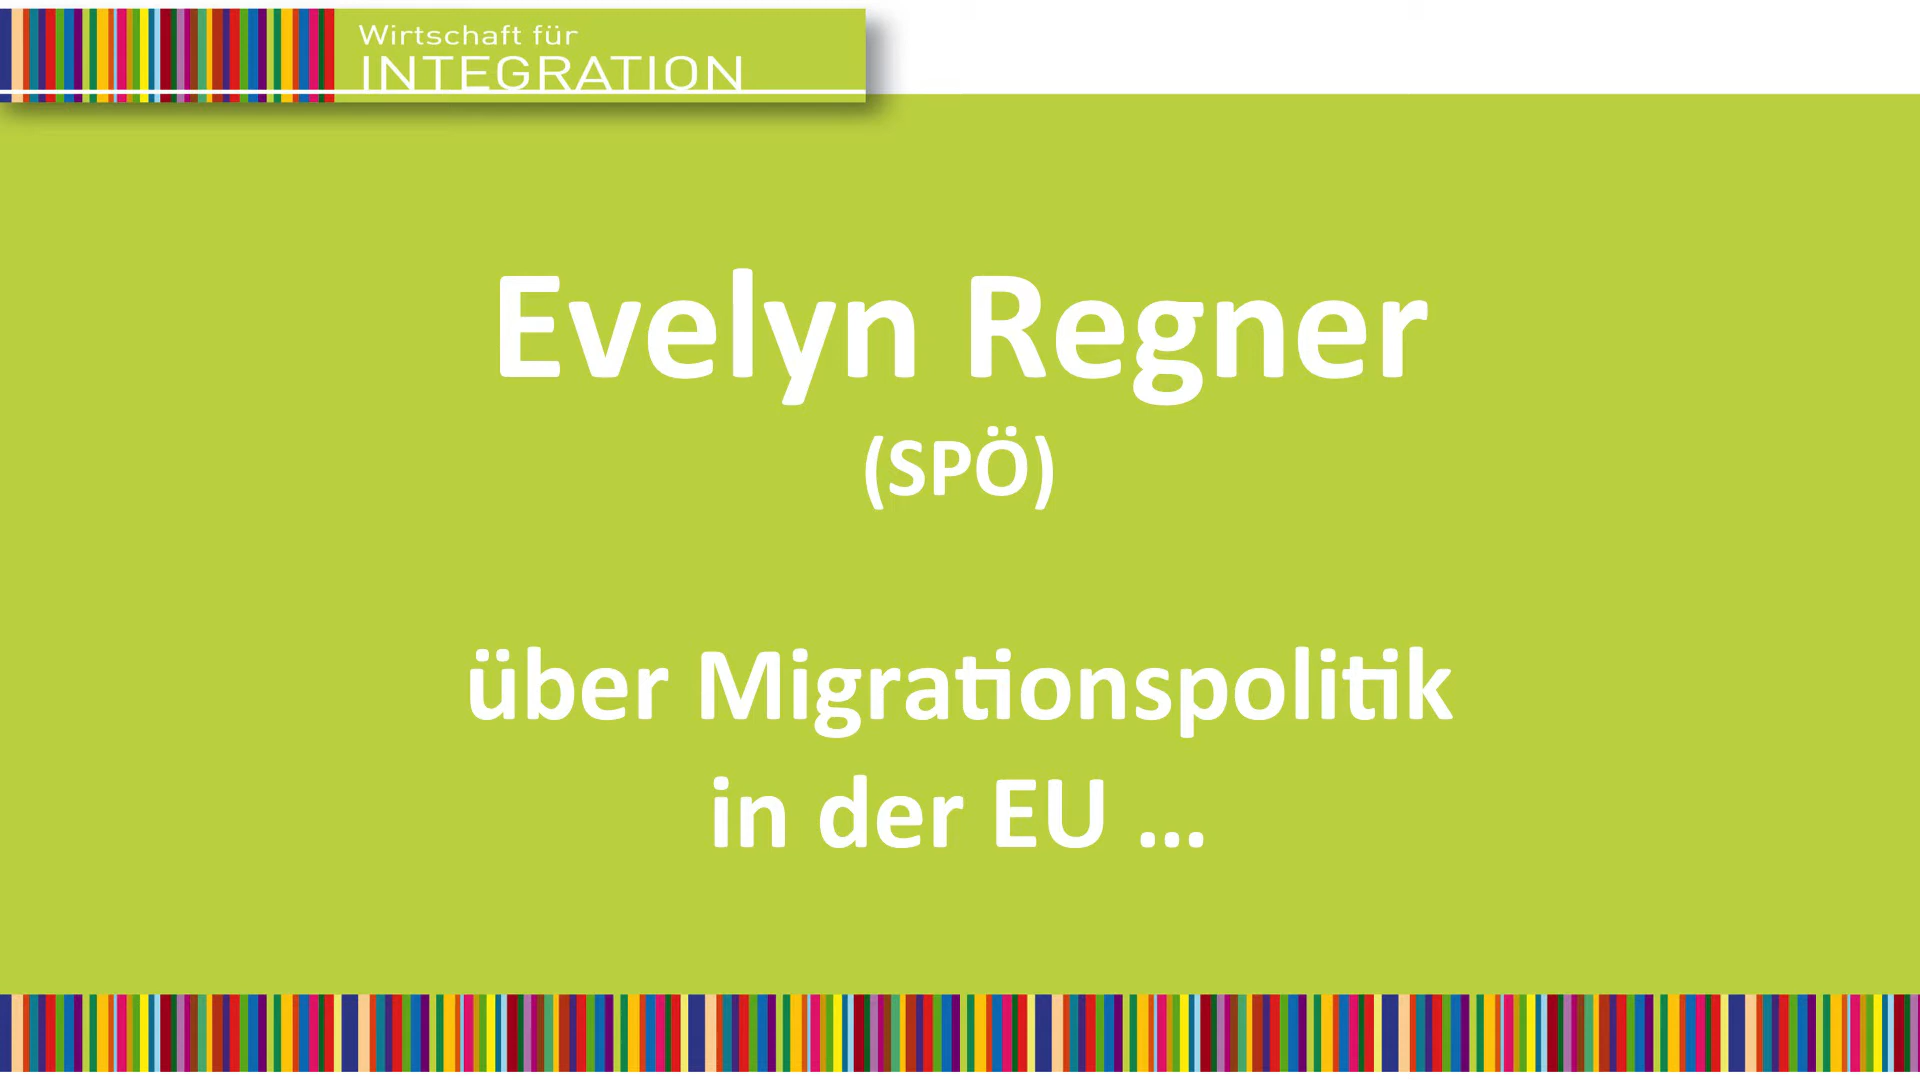 Wirtschaft für
INTEGRATION
Evelyn Regner
(SPÖ)
über Migrationspolitik
in der EU ...